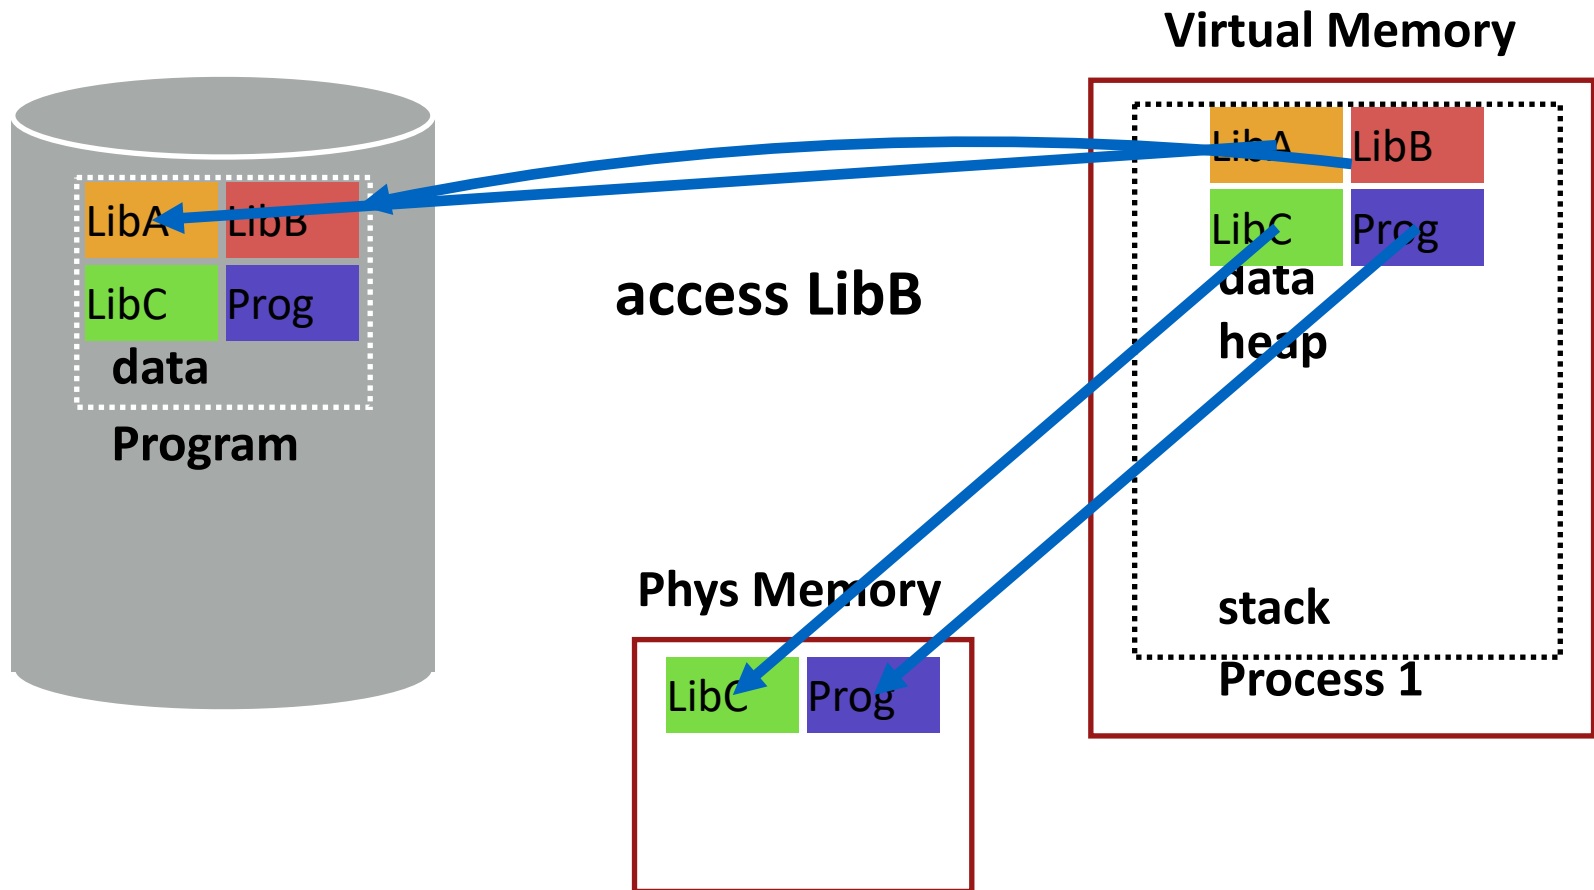 Virtual Memory
LibA LibB
LibC Prog
data
heap
stack
Process 1
LibA LibB
LibC Prog
data
Program
access LibB
Phys Memory
LibC Prog